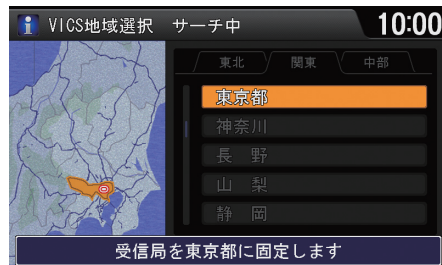 VICS地域選択 サーチ中 10:00
東北 関東 中部
東京都
神奈川
長 野
山 梨
静 岡
受信局を東京都に固定します